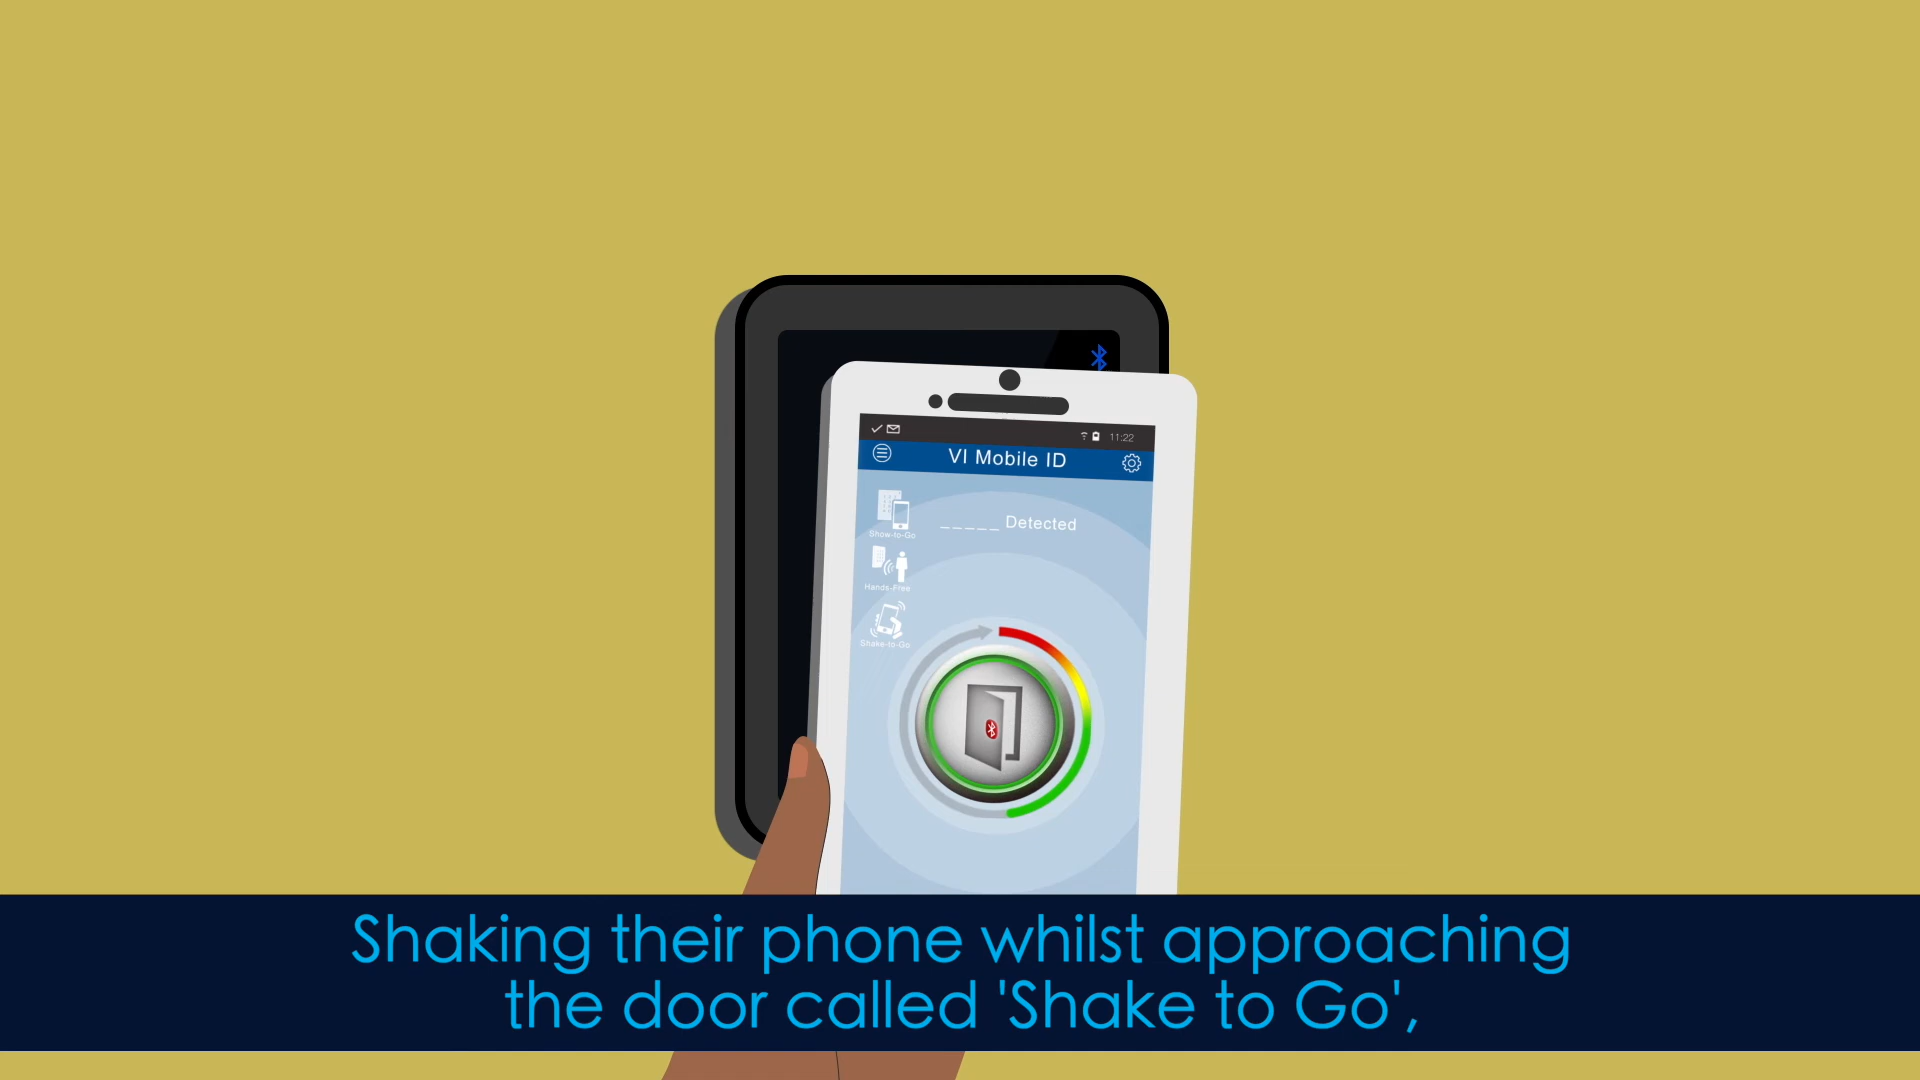 11:22
VI Mobile ID
_____ Detected
Show-to-Go
Hands-Free
Shake-to-Go
Shaking their phone whilst approaching
the door called 'Shake to Go',